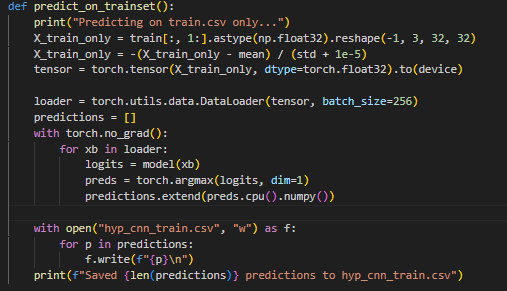 def predict_on_trainset():
    print("Predicting on train.csv only...")
    X_train_only = train[:, 1:].astype(np.float32).reshape(-1, 3, 32, 32)
    X_train_only = -(X_train_only - mean) / (std + 1e-5)
    tensor = torch.tensor(X_train_only, dtype=torch.float32).to(device)
    loader = torch.utils.data.DataLoader(tensor, batch_size=256)
    predictions = []
    with torch.no_grad():
        for xb in loader:
            logits = model(xb)
            preds = torch.argmax(logits, dim=1)
            predictions.extend(preds.cpu().numpy())
    with open("hyp_cnn_train.csv", "w") as f:
        for p in predictions:
            f.write(f"{p}\n")
    print(f"Saved {len(predictions)} predictions to hyp_cnn_train.csv")